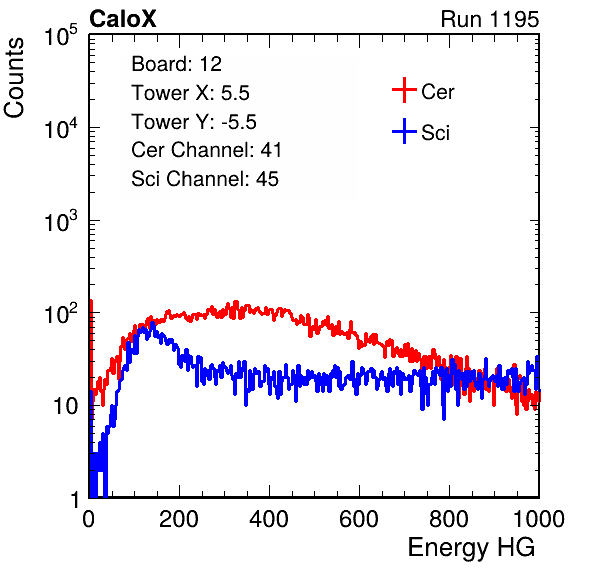 CaloX Run 1195
Counts
10^5
10^4
10^3
10^2
10
1
Board: 12
Tower X: 5.5
Tower Y: -5.5
Cer Channel: 41
Sci Channel: 45
Cer
Sci
0 200 400 600 800 1000
Energy HG